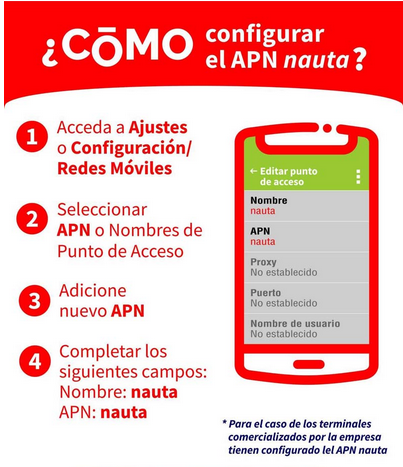 ¿CŌMO configurar
el APN nauta?
1 Acceda a Ajustes
o Configuración/
Redes Móviles
2 Seleccionar
APN o Nombres de
Punto de Acceso
3 Adicione
nuevo APN
4 Completar los
siguientes campos:
Nombre: nauta
APN: nauta
← Editar punto
de acceso
Nombre
nauta
APN
nauta
Proxy
No establecido
Puerto
No establecido
Nombre de usuario
No establecido
* Para el caso de los terminales
comercializados por la empresa
tienen configurado lel APN nauta